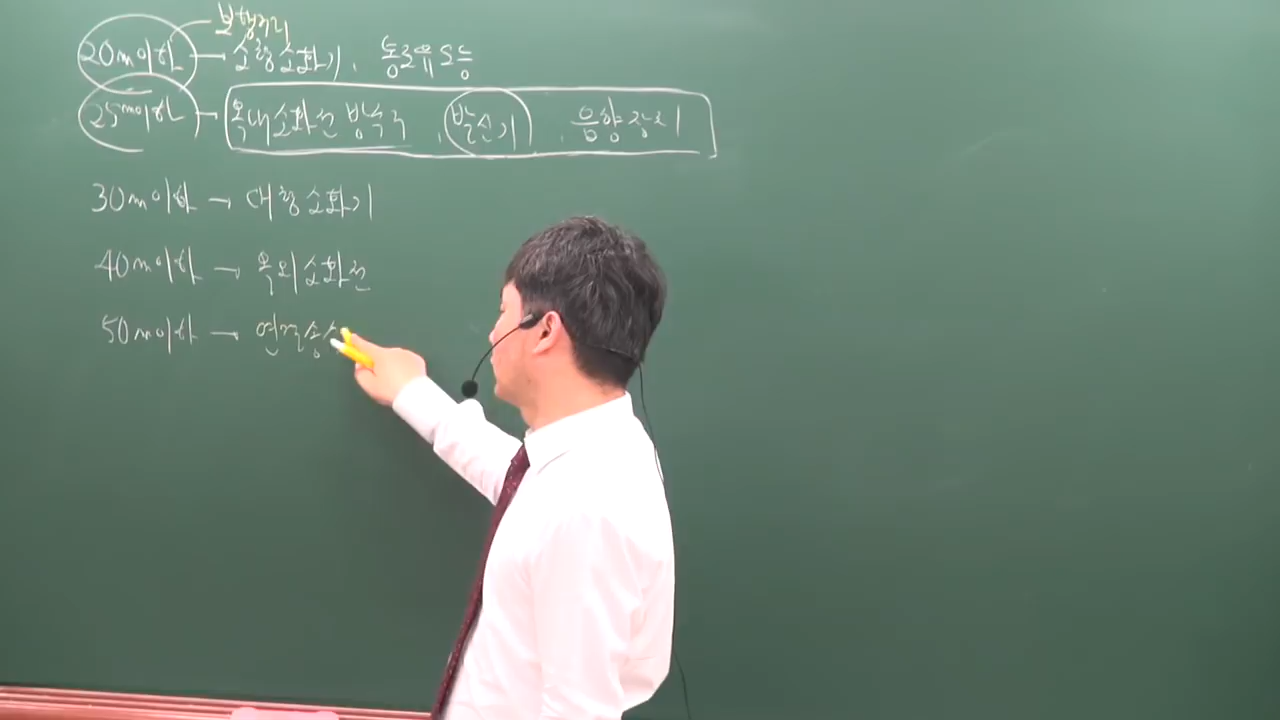 보행거리
20m이하 → 소형소화기, 통로유도등
25m이하 → 옥내소화전 방수구, 발신기, 음향장치
30m이하 → 대형소화기
40m이하 → 옥외소화전
50m이하 → 연결송수